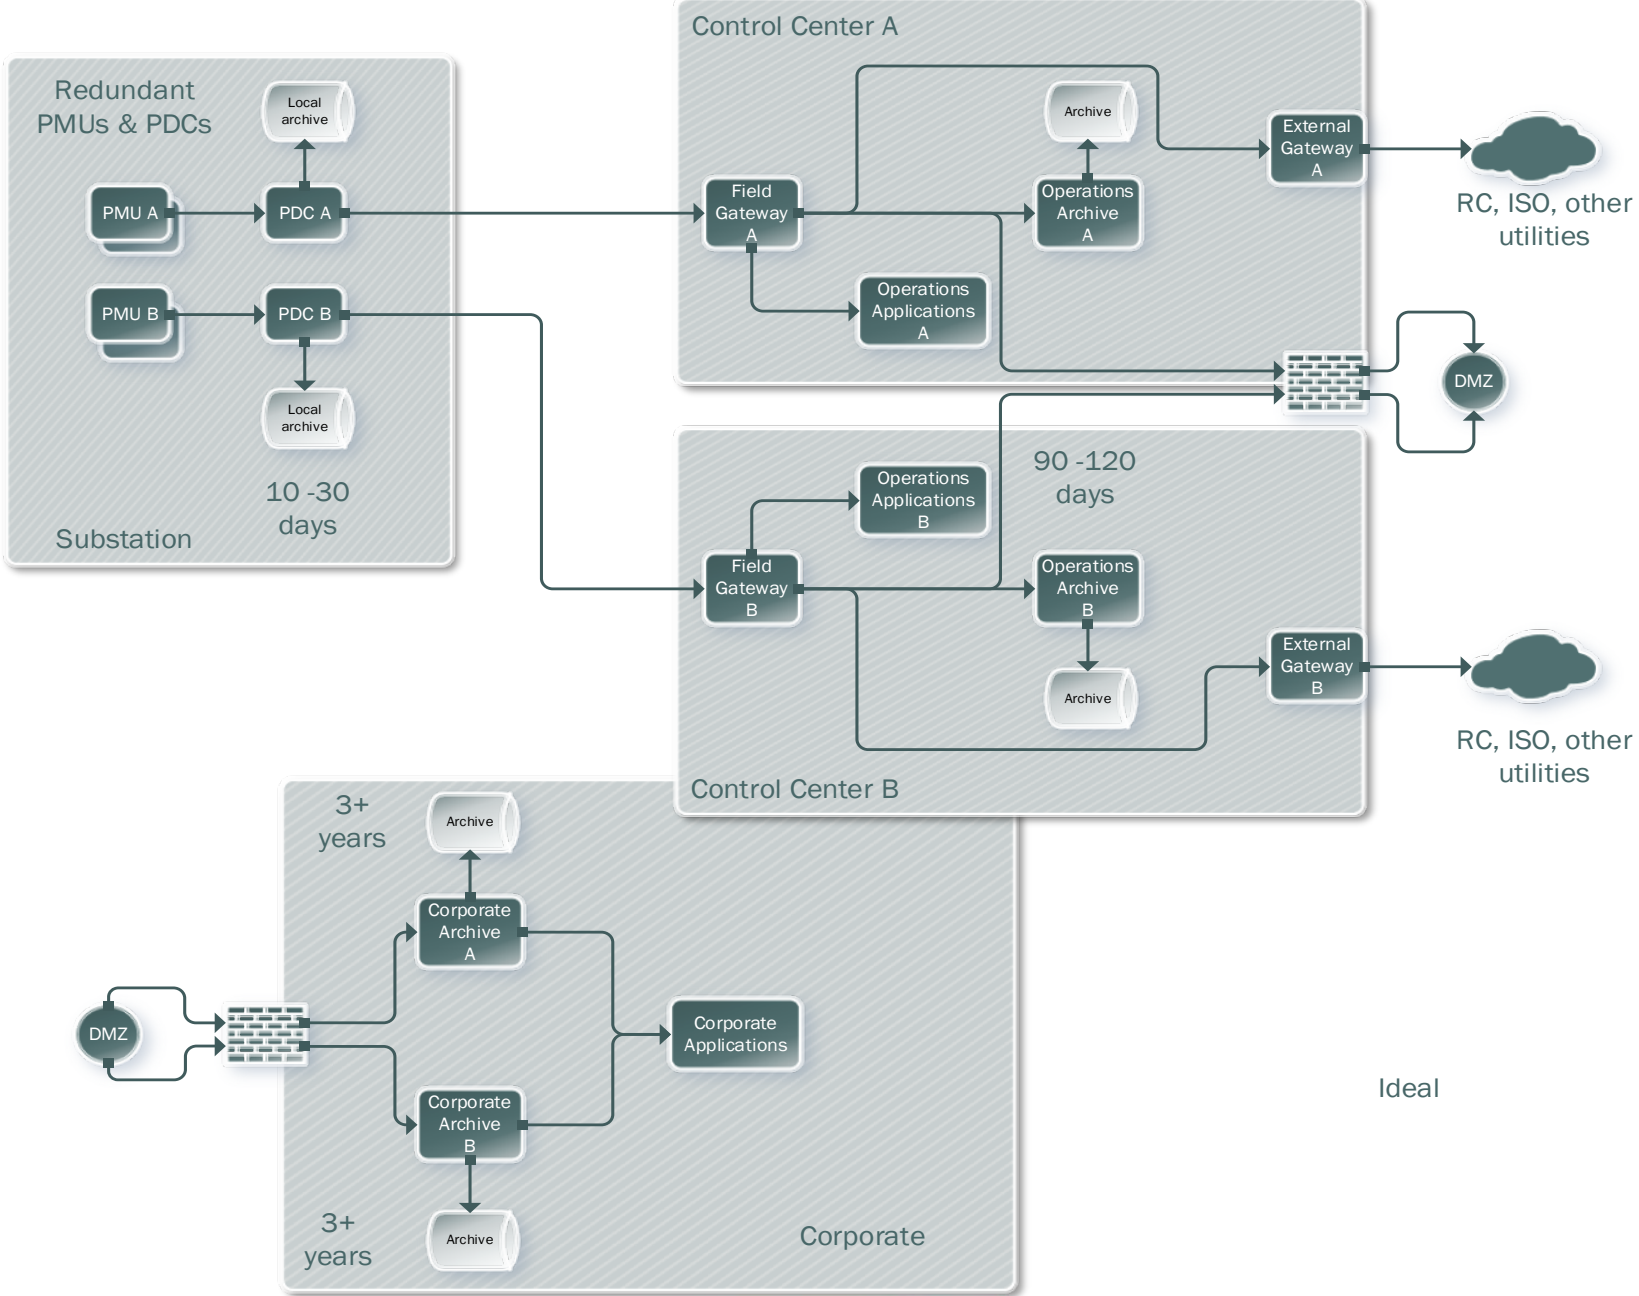 Control Center A
Redundant
PMUs & PDCs
Local
archive
PMU A
PDC A
PMU B
PDC B
Local
archive
10 -30
days
Substation
Field
Gateway
A
Archive
Operations
Archive
A
Operations
Applications
A
External
Gateway
A
RC, ISO, other
utilities
DMZ
Operations
Applications
B
90 -120
days
Field
Gateway
B
Operations
Archive
B
Archive
External
Gateway
B
RC, ISO, other
utilities
Control Center B
3+
years
Archive
Corporate
Archive
A
DMZ
Corporate
Applications
Corporate
Archive
B
3+
years
Archive
Corporate
Ideal